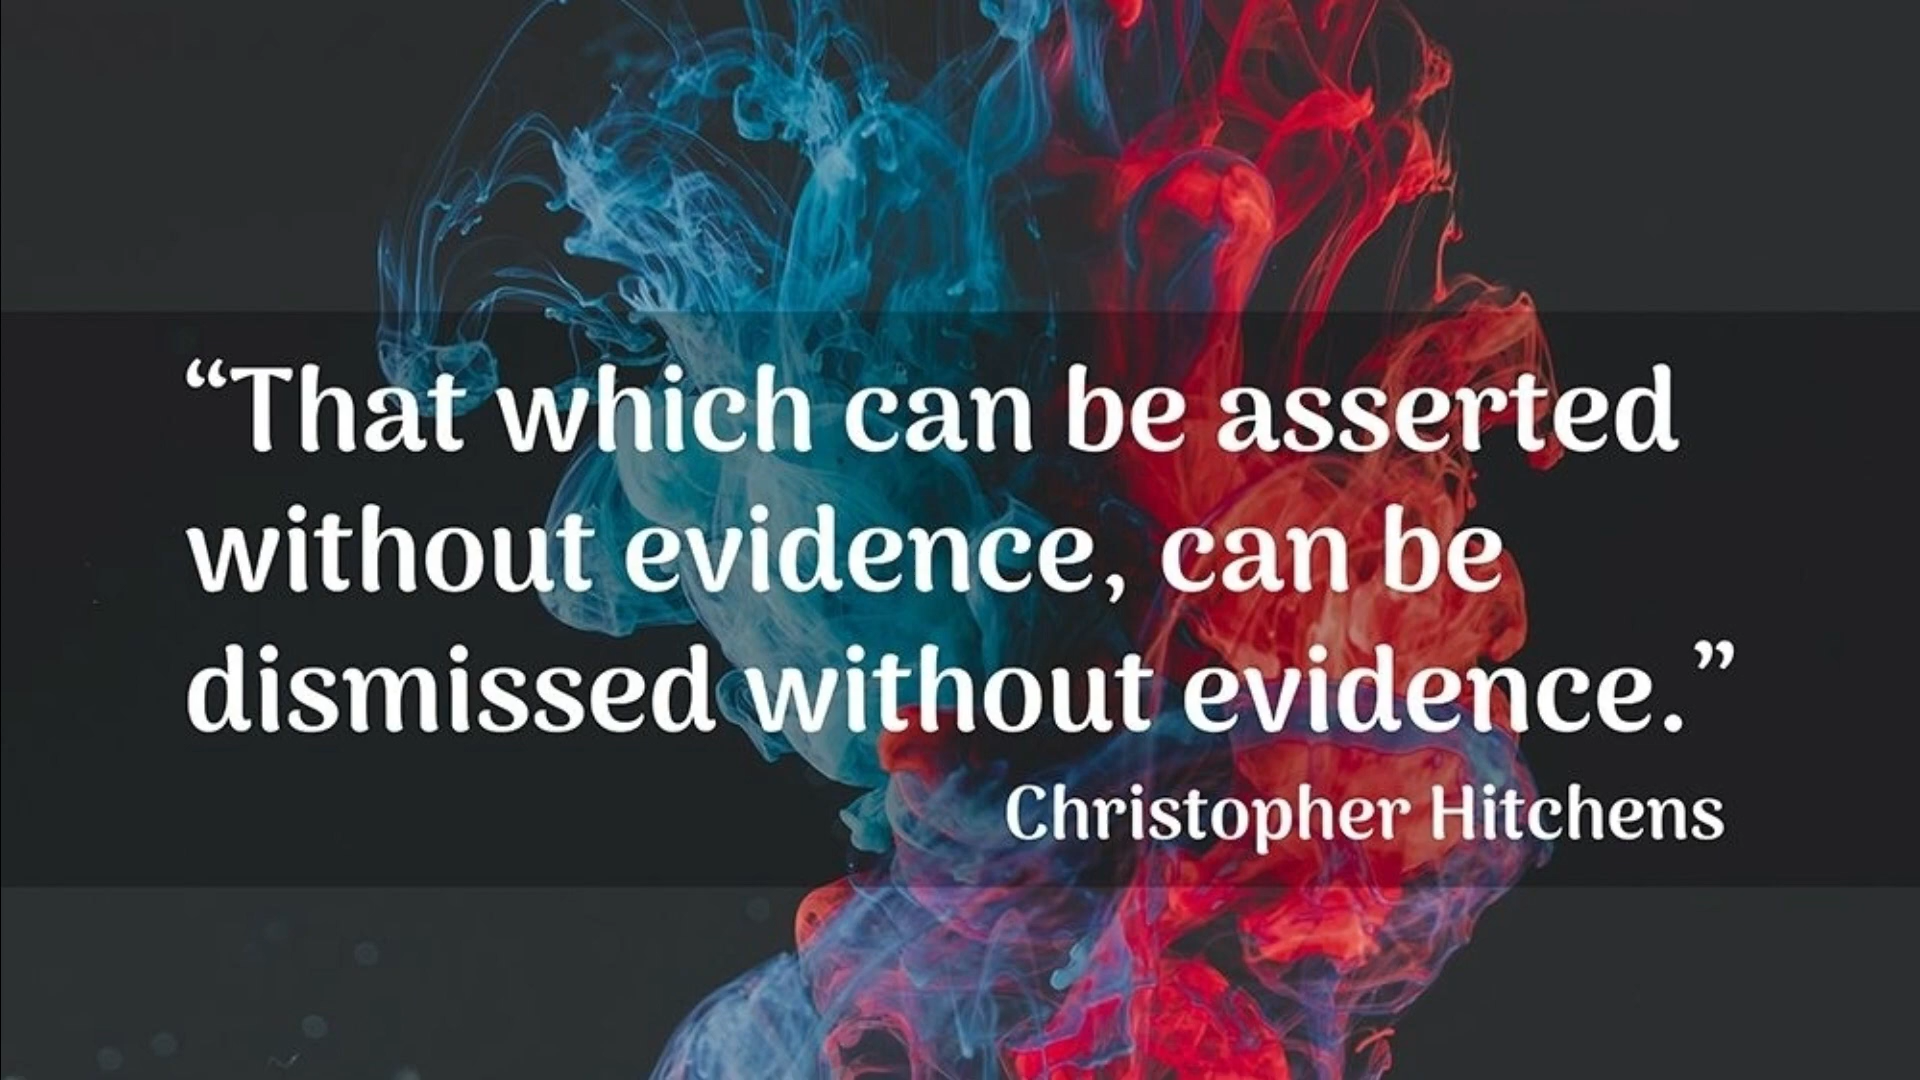 “That which can be asserted
without evidence, can be
dismissed without evidence.”
Christopher Hitchens